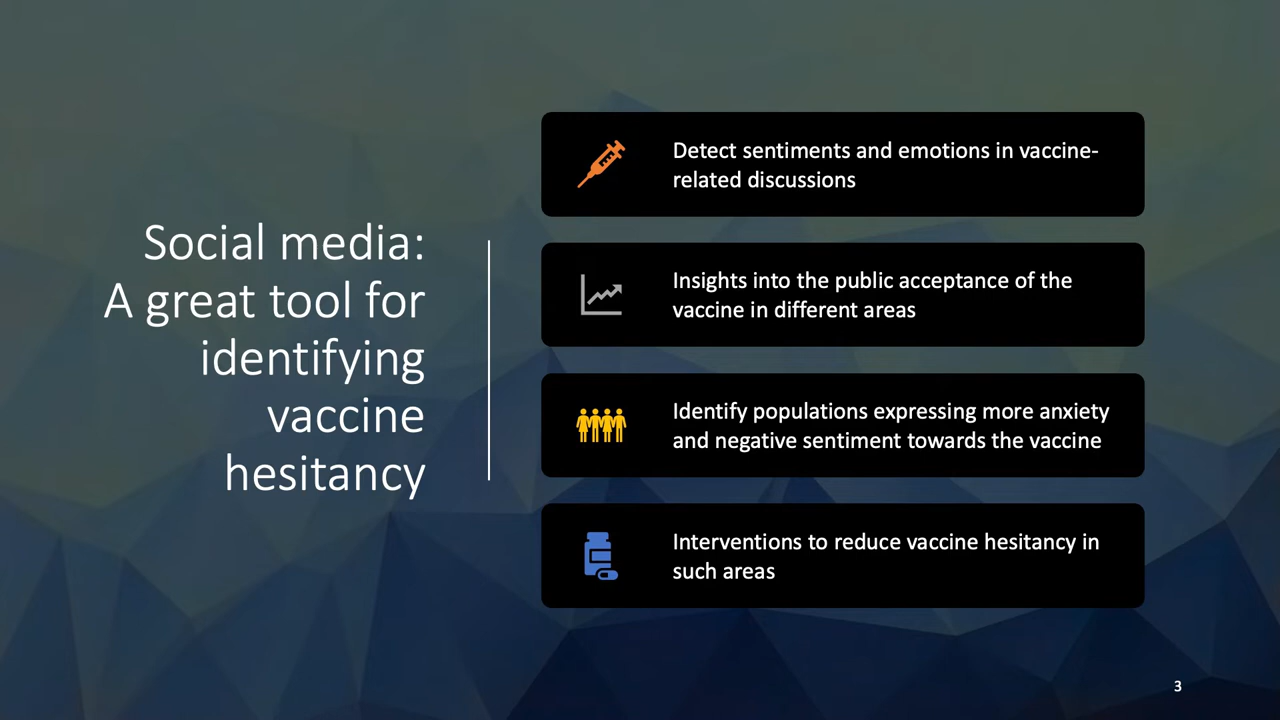 Social media:
A great tool for
identifying
vaccine
hesitancy
Detect sentiments and emotions in vaccine-
related discussions
Insights into the public acceptance of the
vaccine in different areas
Identify populations expressing more anxiety
and negative sentiment towards the vaccine
Interventions to reduce vaccine hesitancy in
such areas
3